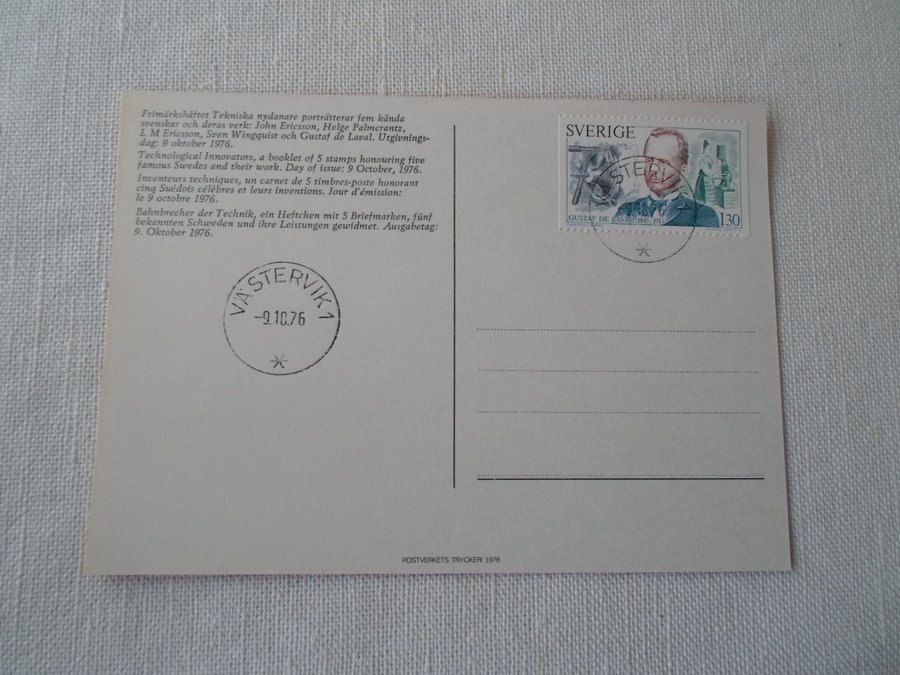 Frimärkshäftet Tekniska nydanare porträtterar fem kända
svenskar och deras verk: John Ericsson, Helge Palmcrantz,
L M Ericsson, Sven Wingquist och Gustaf de Laval. Utgivnings-
dag: 9 oktober 1976.
Technological Innovators, a booklet of 5 stamps honouring five
famous Swedes and their work. Day of issue: 9 October, 1976.
Inventeurs techniques, un carnet de 5 timbres-poste honorant
cinq Suédois célèbres et leurs inventions. Jour d'émission:
le 9 octobre 1976.
Bahnbrecher der Technik, ein Heftchen mit 5 Briefmarken, fünf
bekannten Schweden und ihre Leistungen gewidmet. Ausgabetag:
9. Oktober 1976.
SVERIGE
GUSTAF DE LAVAL 1845-1913
130
VÄSTERVIK
VÄSTERVIK 1
-9.10.76
POSTVERKETS TRYCKERI 1976